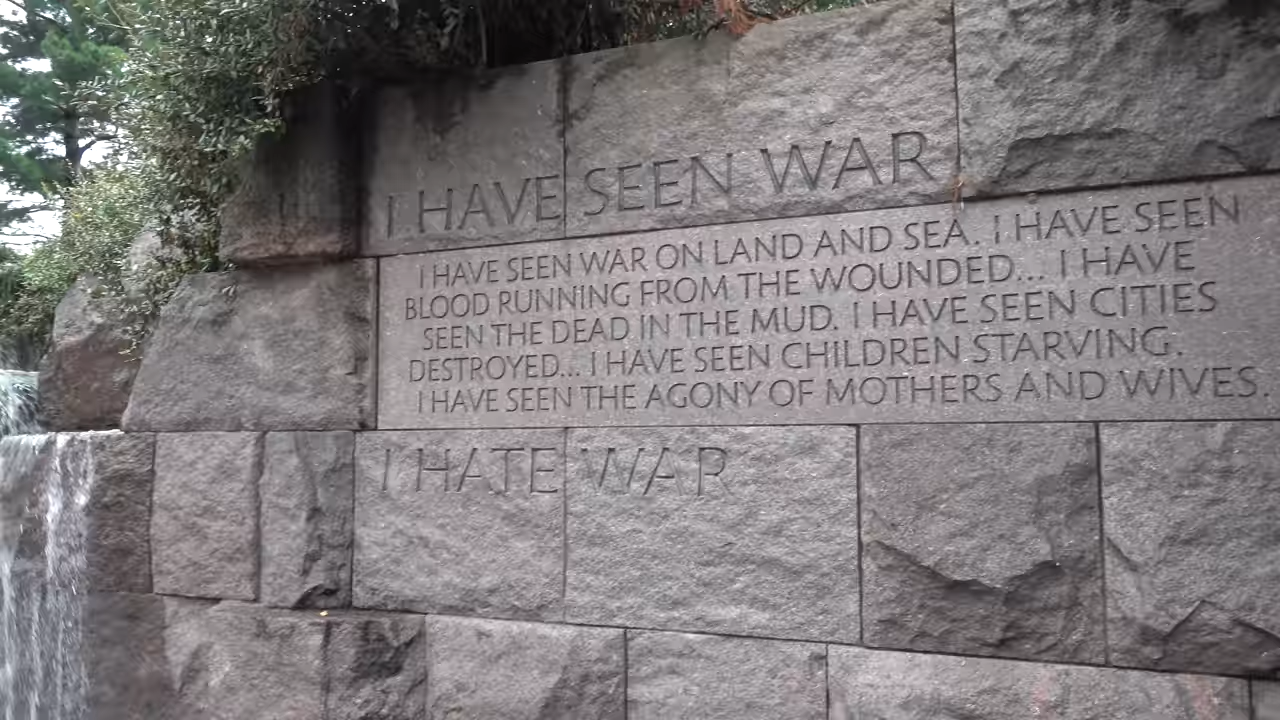 I HAVE SEEN WAR
I HAVE SEEN WAR ON LAND AND SEA. I HAVE SEEN
BLOOD RUNNING FROM THE WOUNDED... I HAVE
SEEN THE DEAD IN THE MUD. I HAVE SEEN CITIES
DESTROYED... I HAVE SEEN CHILDREN STARVING.
I HAVE SEEN THE AGONY OF MOTHERS AND WIVES.
I HATE WAR